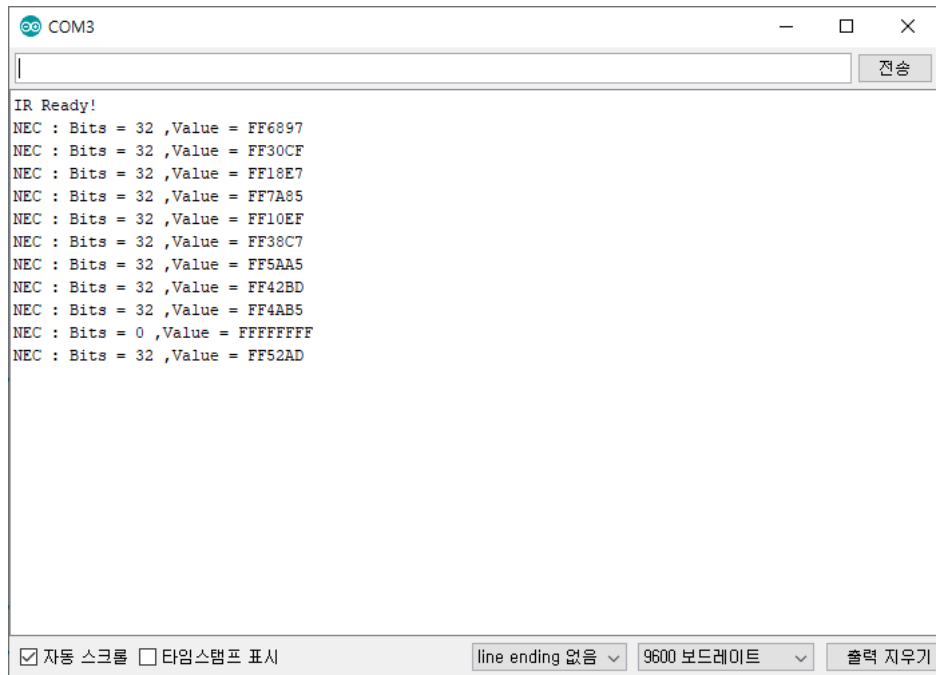 COM3
전송
IR Ready!
NEC : Bits = 32 ,Value = FF6897
NEC : Bits = 32 ,Value = FF30CF
NEC : Bits = 32 ,Value = FF18E7
NEC : Bits = 32 ,Value = FF7A85
NEC : Bits = 32 ,Value = FF10EF
NEC : Bits = 32 ,Value = FF38C7
NEC : Bits = 32 ,Value = FF5AA5
NEC : Bits = 32 ,Value = FF42BD
NEC : Bits = 32 ,Value = FF4AB5
NEC : Bits = 0 ,Value = FFFFFFFF
NEC : Bits = 32 ,Value = FF52AD
자동 스크롤 타임스탬프 표시 line ending 없음 9600 보드레이트 출력 지우기